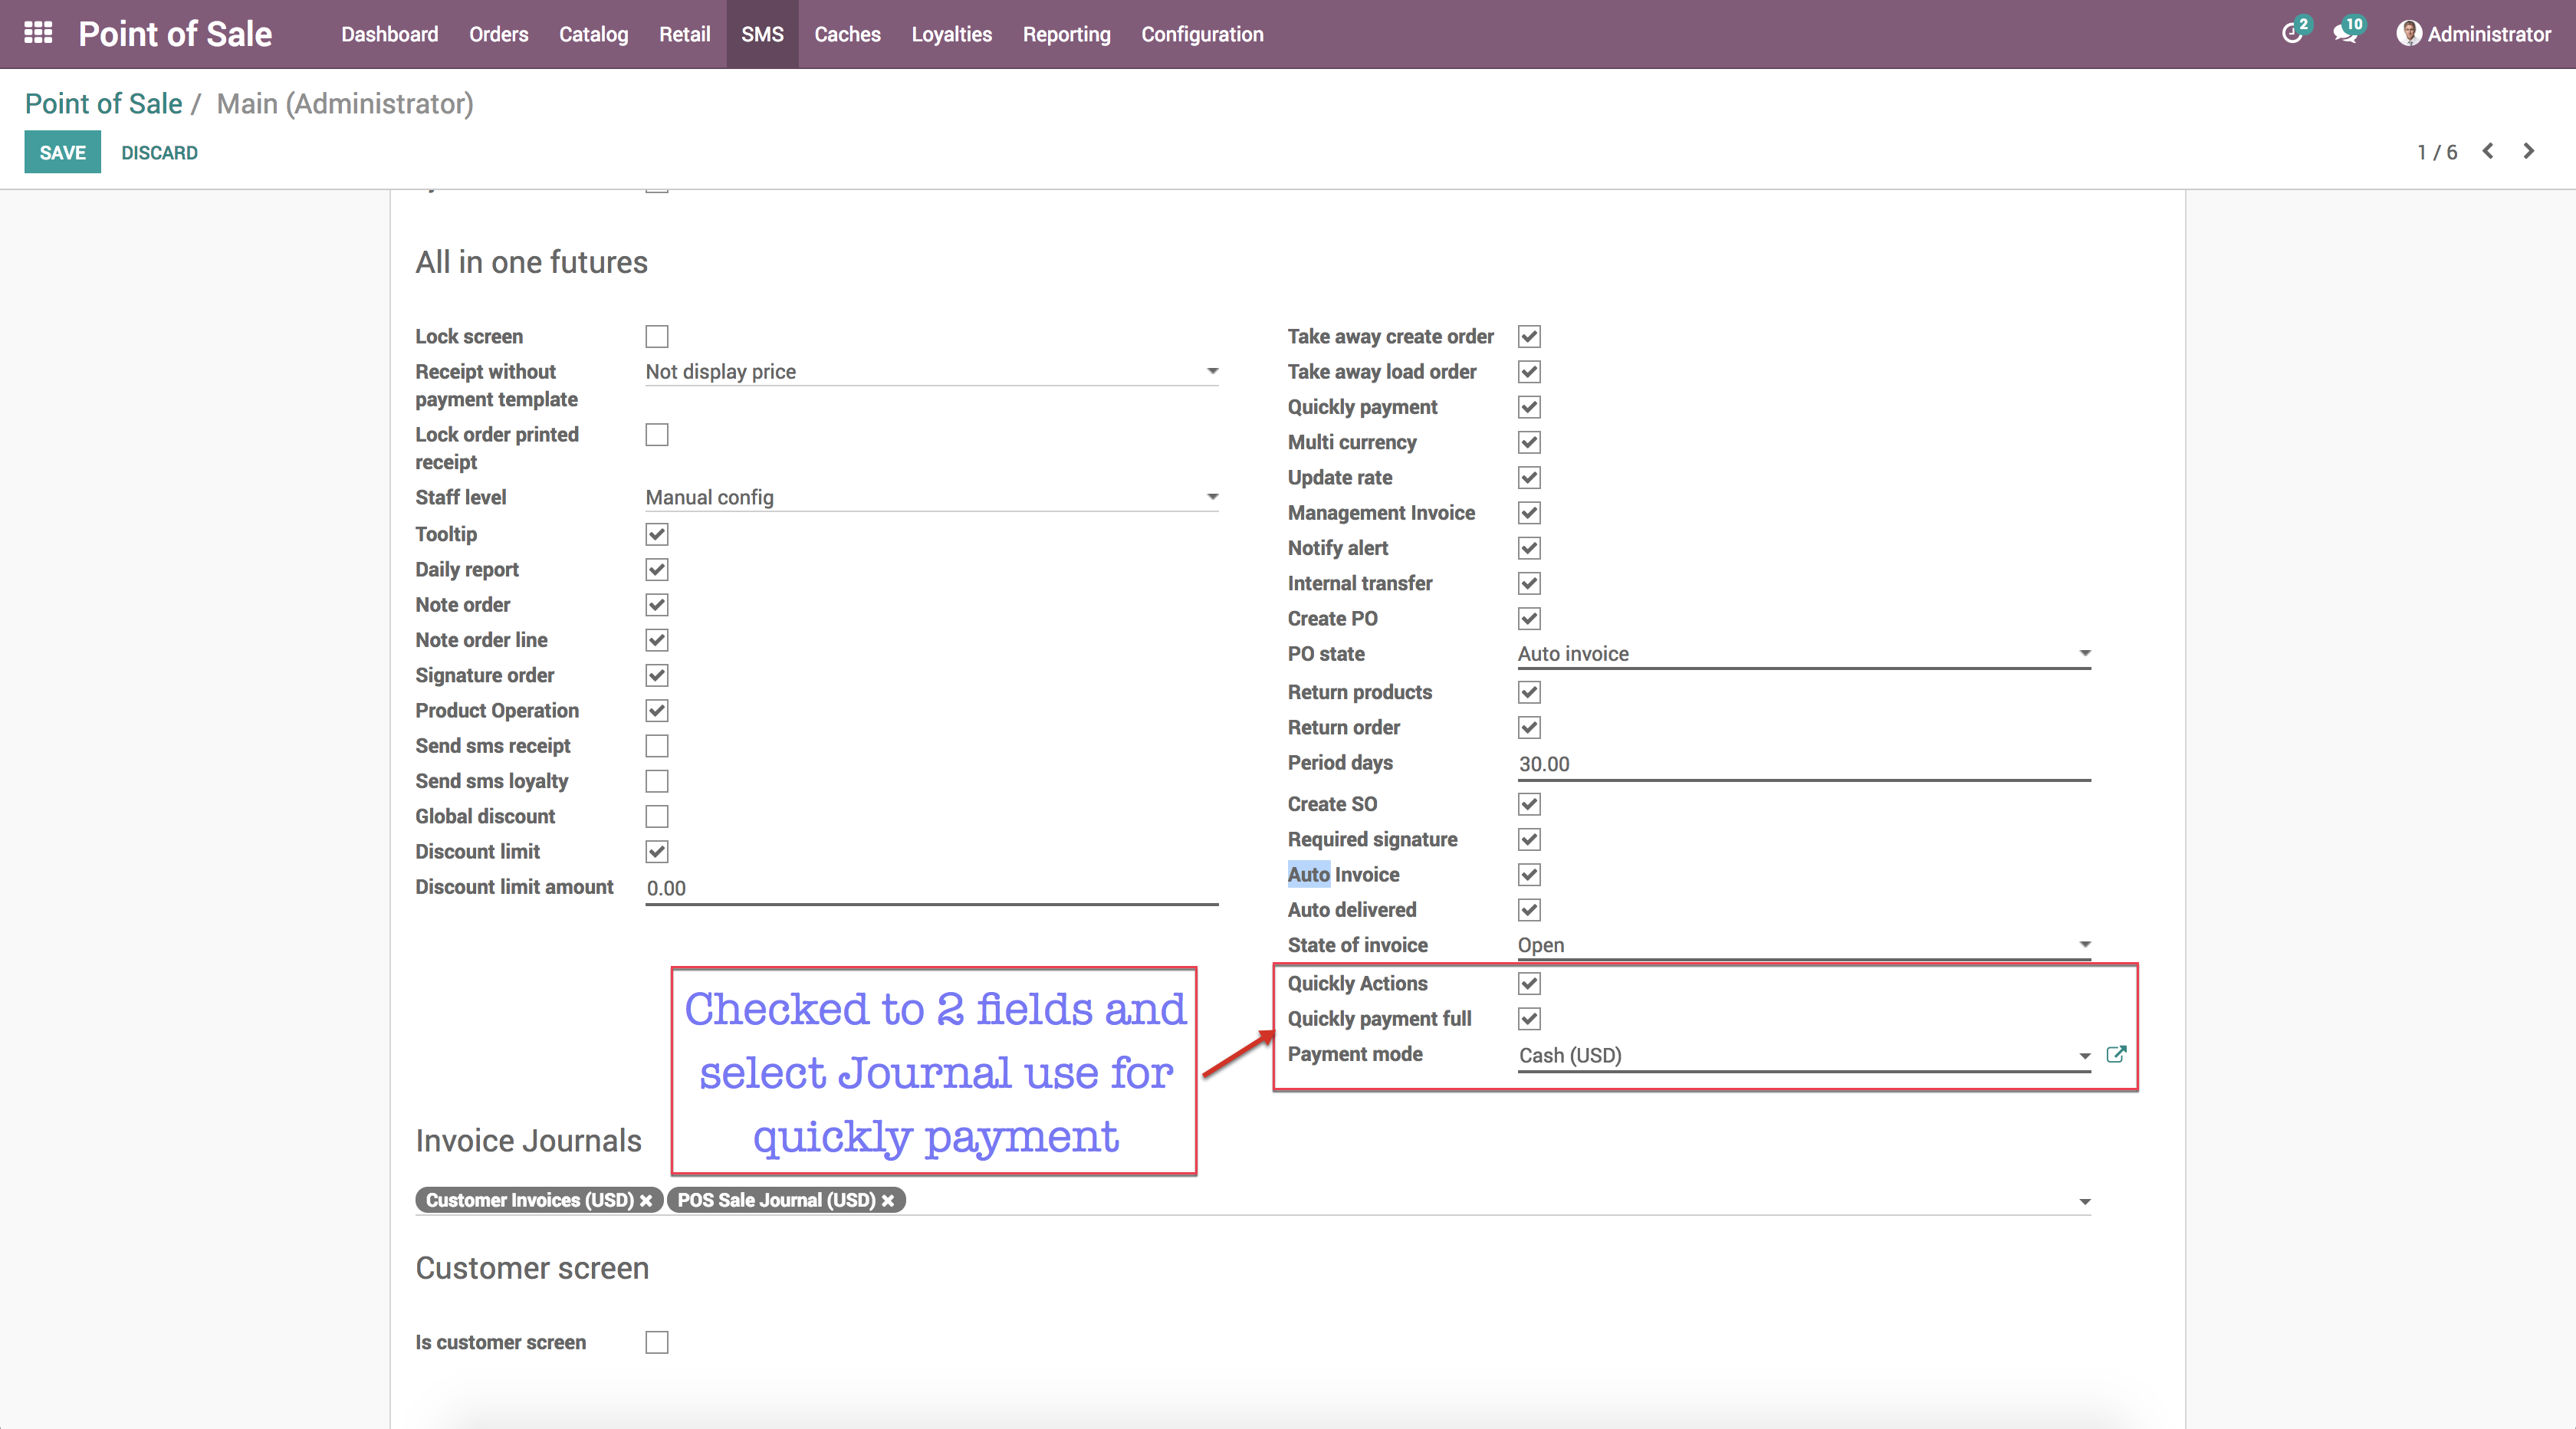 Point of Sale
Dashboard
Orders
Catalog
Retail
SMS
Caches
Loyalties
Reporting
Configuration
2
10
Administrator
Point of Sale / Main (Administrator)
SAVE
DISCARD
1 / 6
All in one futures
Lock screen
Receipt without
payment template
Not display price
Lock order printed
receipt
Staff level
Manual config
Tooltip
Daily report
Note order
Note order line
Signature order
Product Operation
Send sms receipt
Send sms loyalty
Global discount
Discount limit
Discount limit amount
0.00
Take away create order
Take away load order
Quickly payment
Multi currency
Update rate
Management Invoice
Notify alert
Internal transfer
Create PO
PO state
Auto invoice
Return products
Return order
Period days
30.00
Create SO
Required signature
Auto Invoice
Auto delivered
State of invoice
Open
Quickly Actions
Quickly payment full
Payment mode
Cash (USD)
Checked to 2 fields and
select Journal use for
quickly payment
Invoice Journals
Customer Invoices (USD) ×
POS Sale Journal (USD) ×
Customer screen
Is customer screen